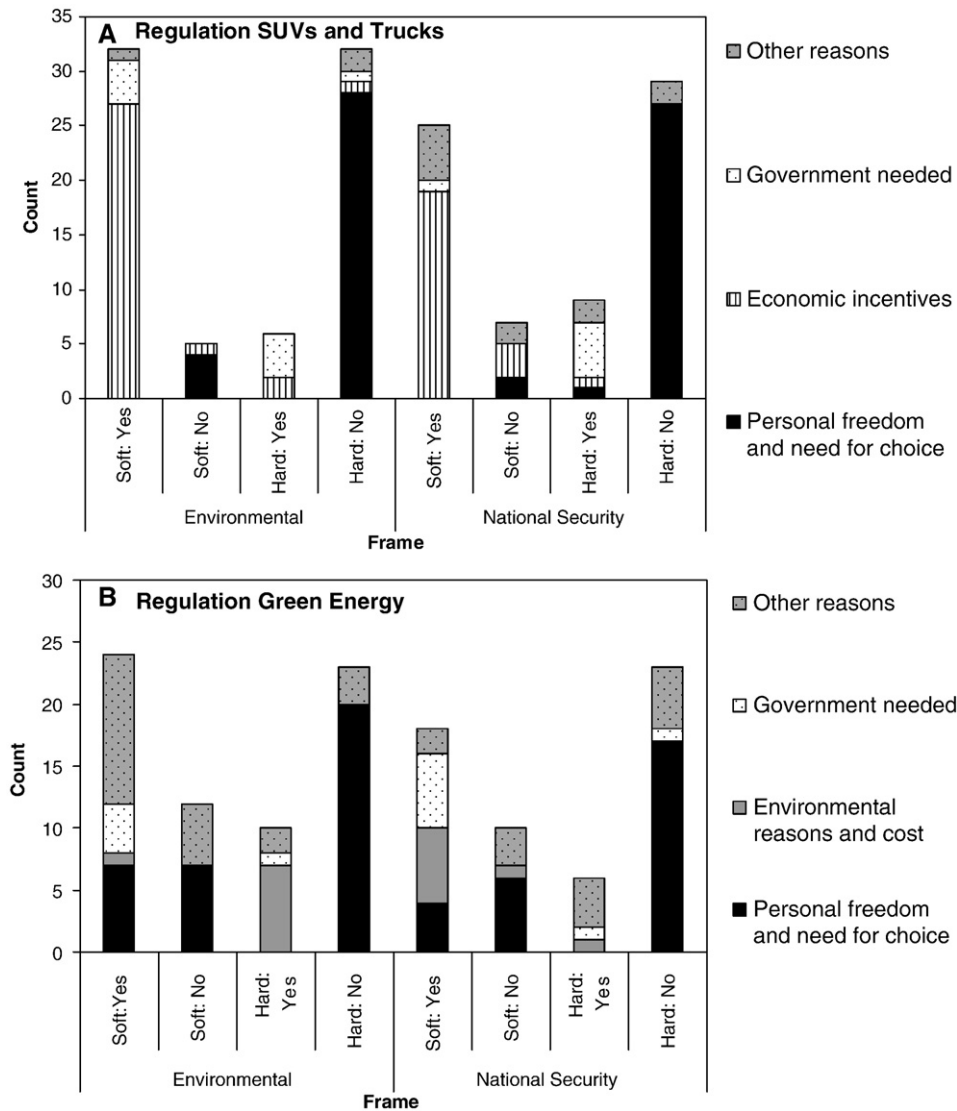 A Regulation SUVs and Trucks
35
30
25
20
15
10
5
0
Count
Soft: Yes
Soft: No
Hard: Yes
Hard: No
Soft: Yes
Soft: No
Hard: Yes
Hard: No
Environmental
National Security
Frame
Other reasons
Government needed
Economic incentives
Personal freedom
and need for choice
B Regulation Green Energy
30
25
20
15
10
5
0
Count
Soft:Yes
Soft: No
Hard:
Yes
Hard: No
Soft: Yes
Soft: No
Hard:
Yes
Hard: No
Environmental
National Security
Frame
Other reasons
Government needed
Environmental
reasons and cost
Personal freedom
and need for choice